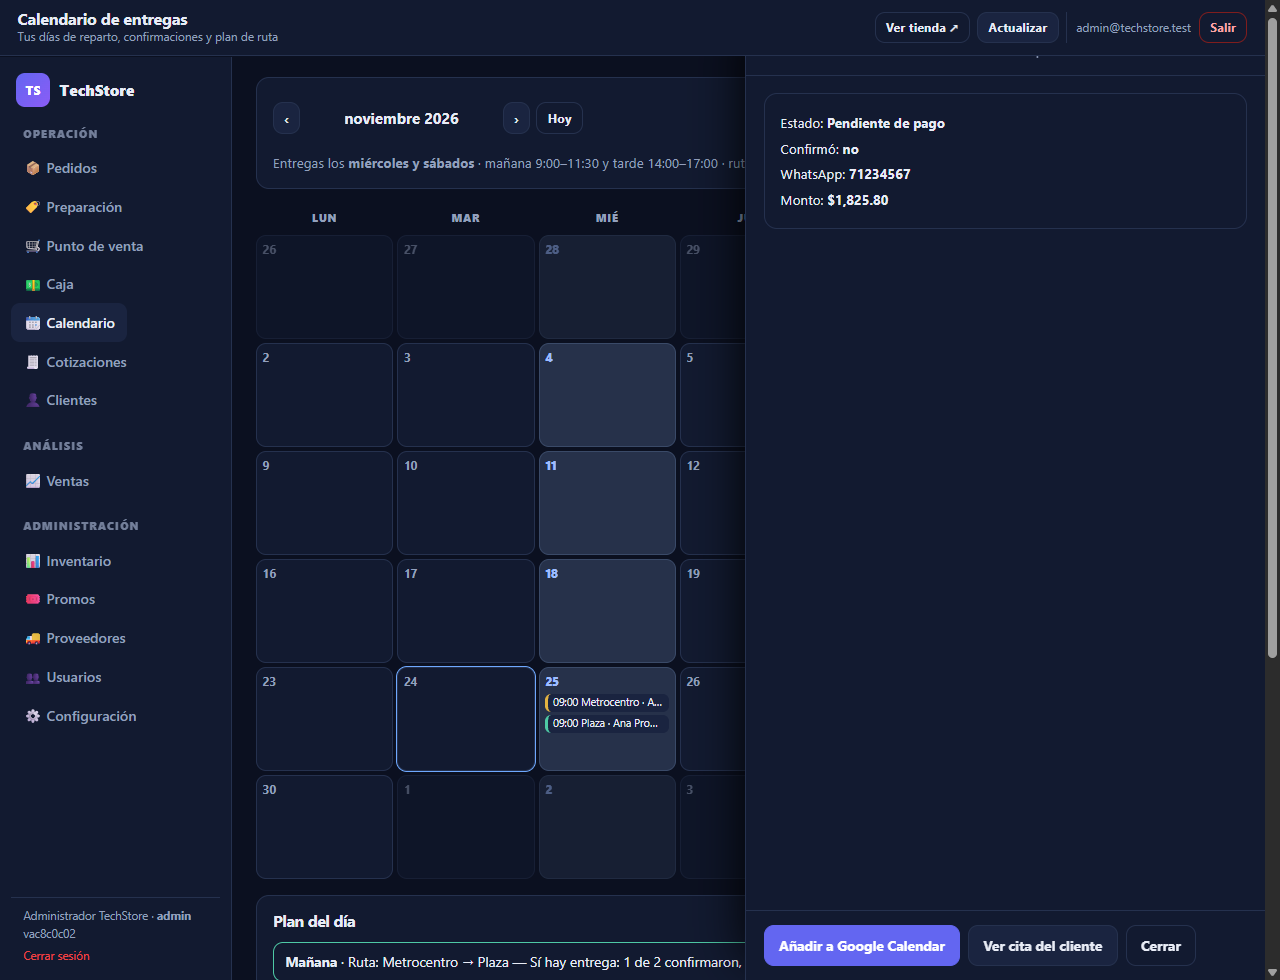 Calendario de entregas
Tus días de reparto, confirmaciones y plan de ruta
Ver tienda ↗
Actualizar
admin@techstore.test
Salir
TS
TechStore
OPERACIÓN
Pedidos
Preparación
Punto de venta
Caja
Calendario
Cotizaciones
Clientes
ANÁLISIS
Ventas
ADMINISTRACIÓN
Inventario
Promos
Proveedores
Usuarios
Configuración
Administrador TechStore · admin
vac8c0c02
Cerrar sesión
‹
noviembre 2026
›
Hoy
Entregas los miércoles y sábados · mañana 9:00–11:30 y tarde 14:00–17:00 · rut
LUN MAR MIÉ
26 27 28 29
2 3 4 5
9 10 11 12
16 17 18 19
23 24 25 26
09:00 Metrocentro · A...
09:00 Plaza · Ana Pro...
30 1 2 3
Plan del día
Mañana · Ruta: Metrocentro → Plaza — Sí hay entrega: 1 de 2 confirmaron,
Estado: Pendiente de pago
Confirmó: no
WhatsApp: 71234567
Monto: $1,825.80
Añadir a Google Calendar
Ver cita del cliente
Cerrar